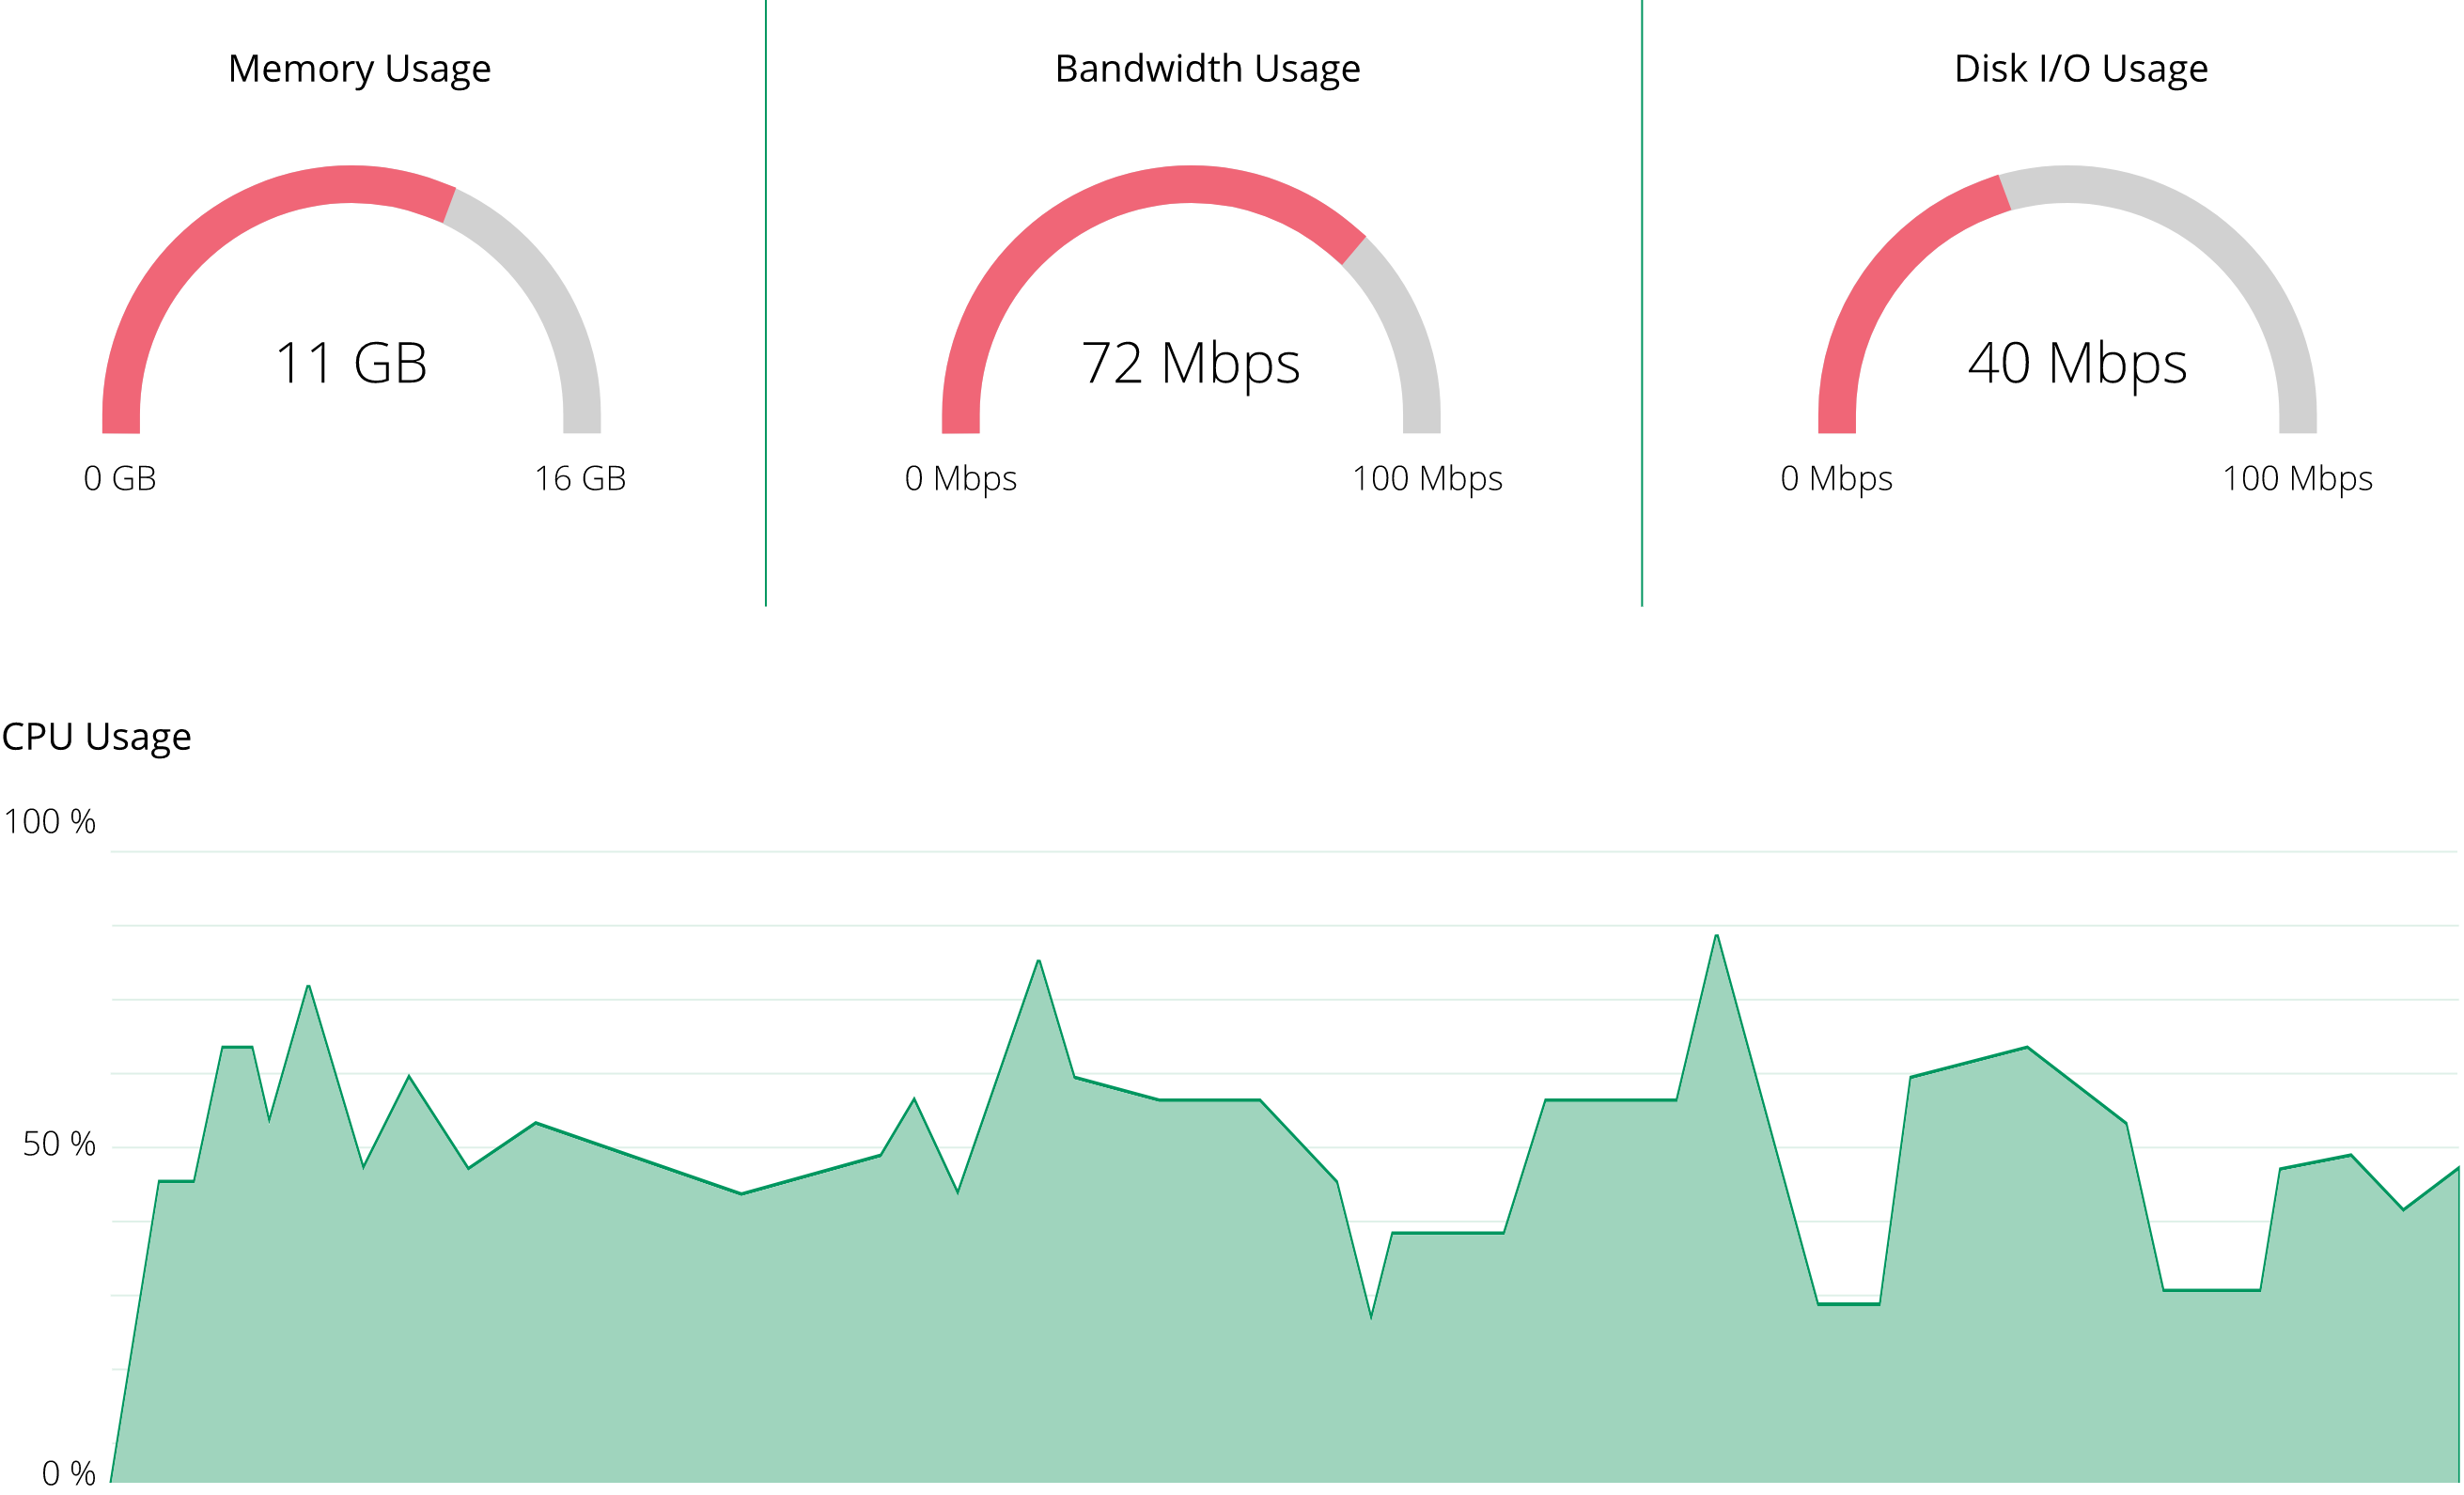 Memory Usage
11 GB
0 GB
16 GB
Bandwidth Usage
72 Mbps
0 Mbps
100 Mbps
Disk I/O Usage
40 Mbps
0 Mbps
100 Mbps
CPU Usage
100 %
50 %
0 %